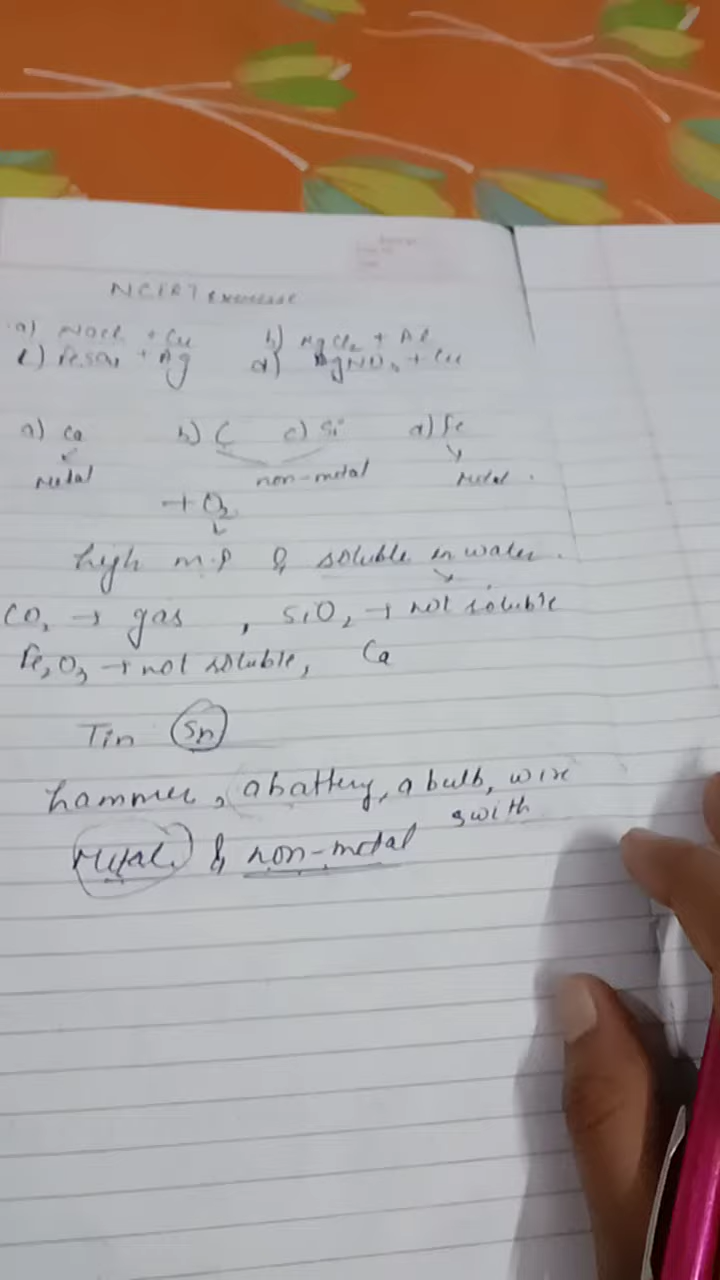 NCERT Exercise
a) NaCl + Cu b) MgCl2 + Al
c) FeSO4 + Ag d) AgNO3 + Cu
a) Ca b) C c) Si d) Fe
Metal non-metal Metal.
→ O2
high m.p & soluble in water.
CO2 → gas, SiO2 → not soluble
Fe2O3 → not soluble, Ca
Tin Sn
hammer, a battery, a bulb, wire
swith
Metal. & non-metal